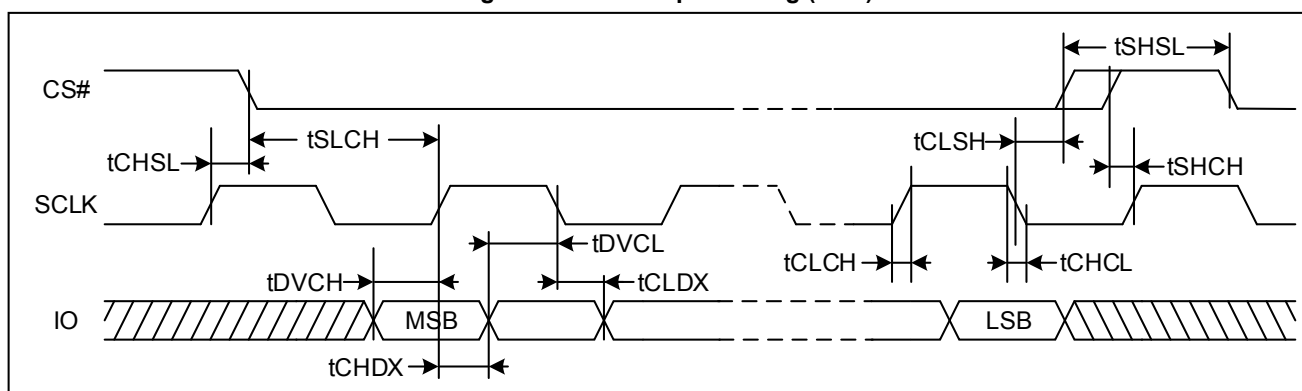 tSHSL
CS#
tSLCH
tCLSH
tCHSL
tSHCH
SCLK
tDVCL
tDVCH
tCLDX
tCLCH
tCHCL
IO
MSB
LSB
tCHDX